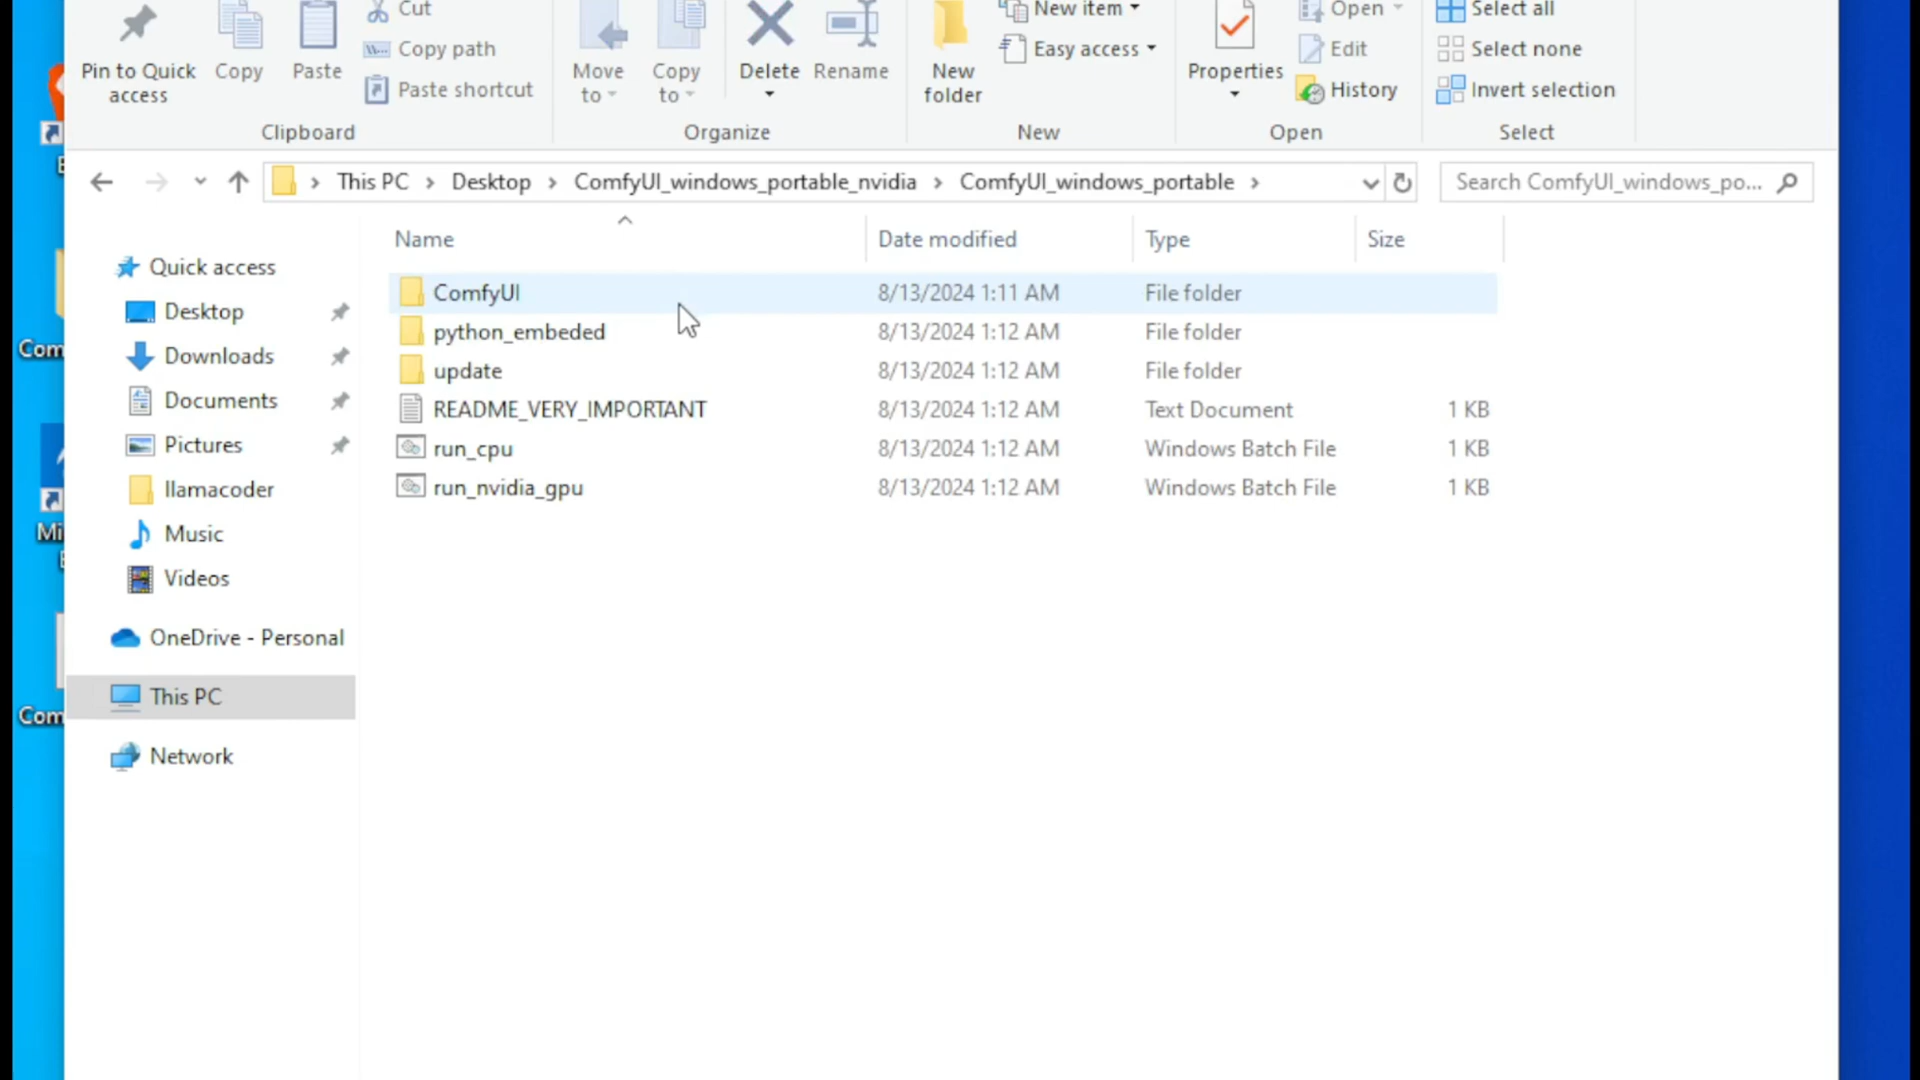 Cut
New item
Open
Select all
Copy path
Easy access
Edit
Select none
Pin to Quick access
Copy
Paste
Move to
Copy to
Delete
Rename
New folder
Properties
Paste shortcut
History
Invert selection
Clipboard
Organize
New
Open
Select
This PC > Desktop > ComfyUI_windows_portable_nvidia > ComfyUI_windows_portable >
Search ComfyUI_windows_po...
Name Date modified Type Size
Quick access
Desktop
Downloads
Documents
Pictures
llamacoder
Music
Videos
OneDrive - Personal
This PC
Network
ComfyUI 8/13/2024 1:11 AM File folder
python_embeded 8/13/2024 1:12 AM File folder
update 8/13/2024 1:12 AM File folder
README_VERY_IMPORTANT 8/13/2024 1:12 AM Text Document 1 KB
run_cpu 8/13/2024 1:12 AM Windows Batch File 1 KB
run_nvidia_gpu 8/13/2024 1:12 AM Windows Batch File 1 KB
Com
Mi
Com